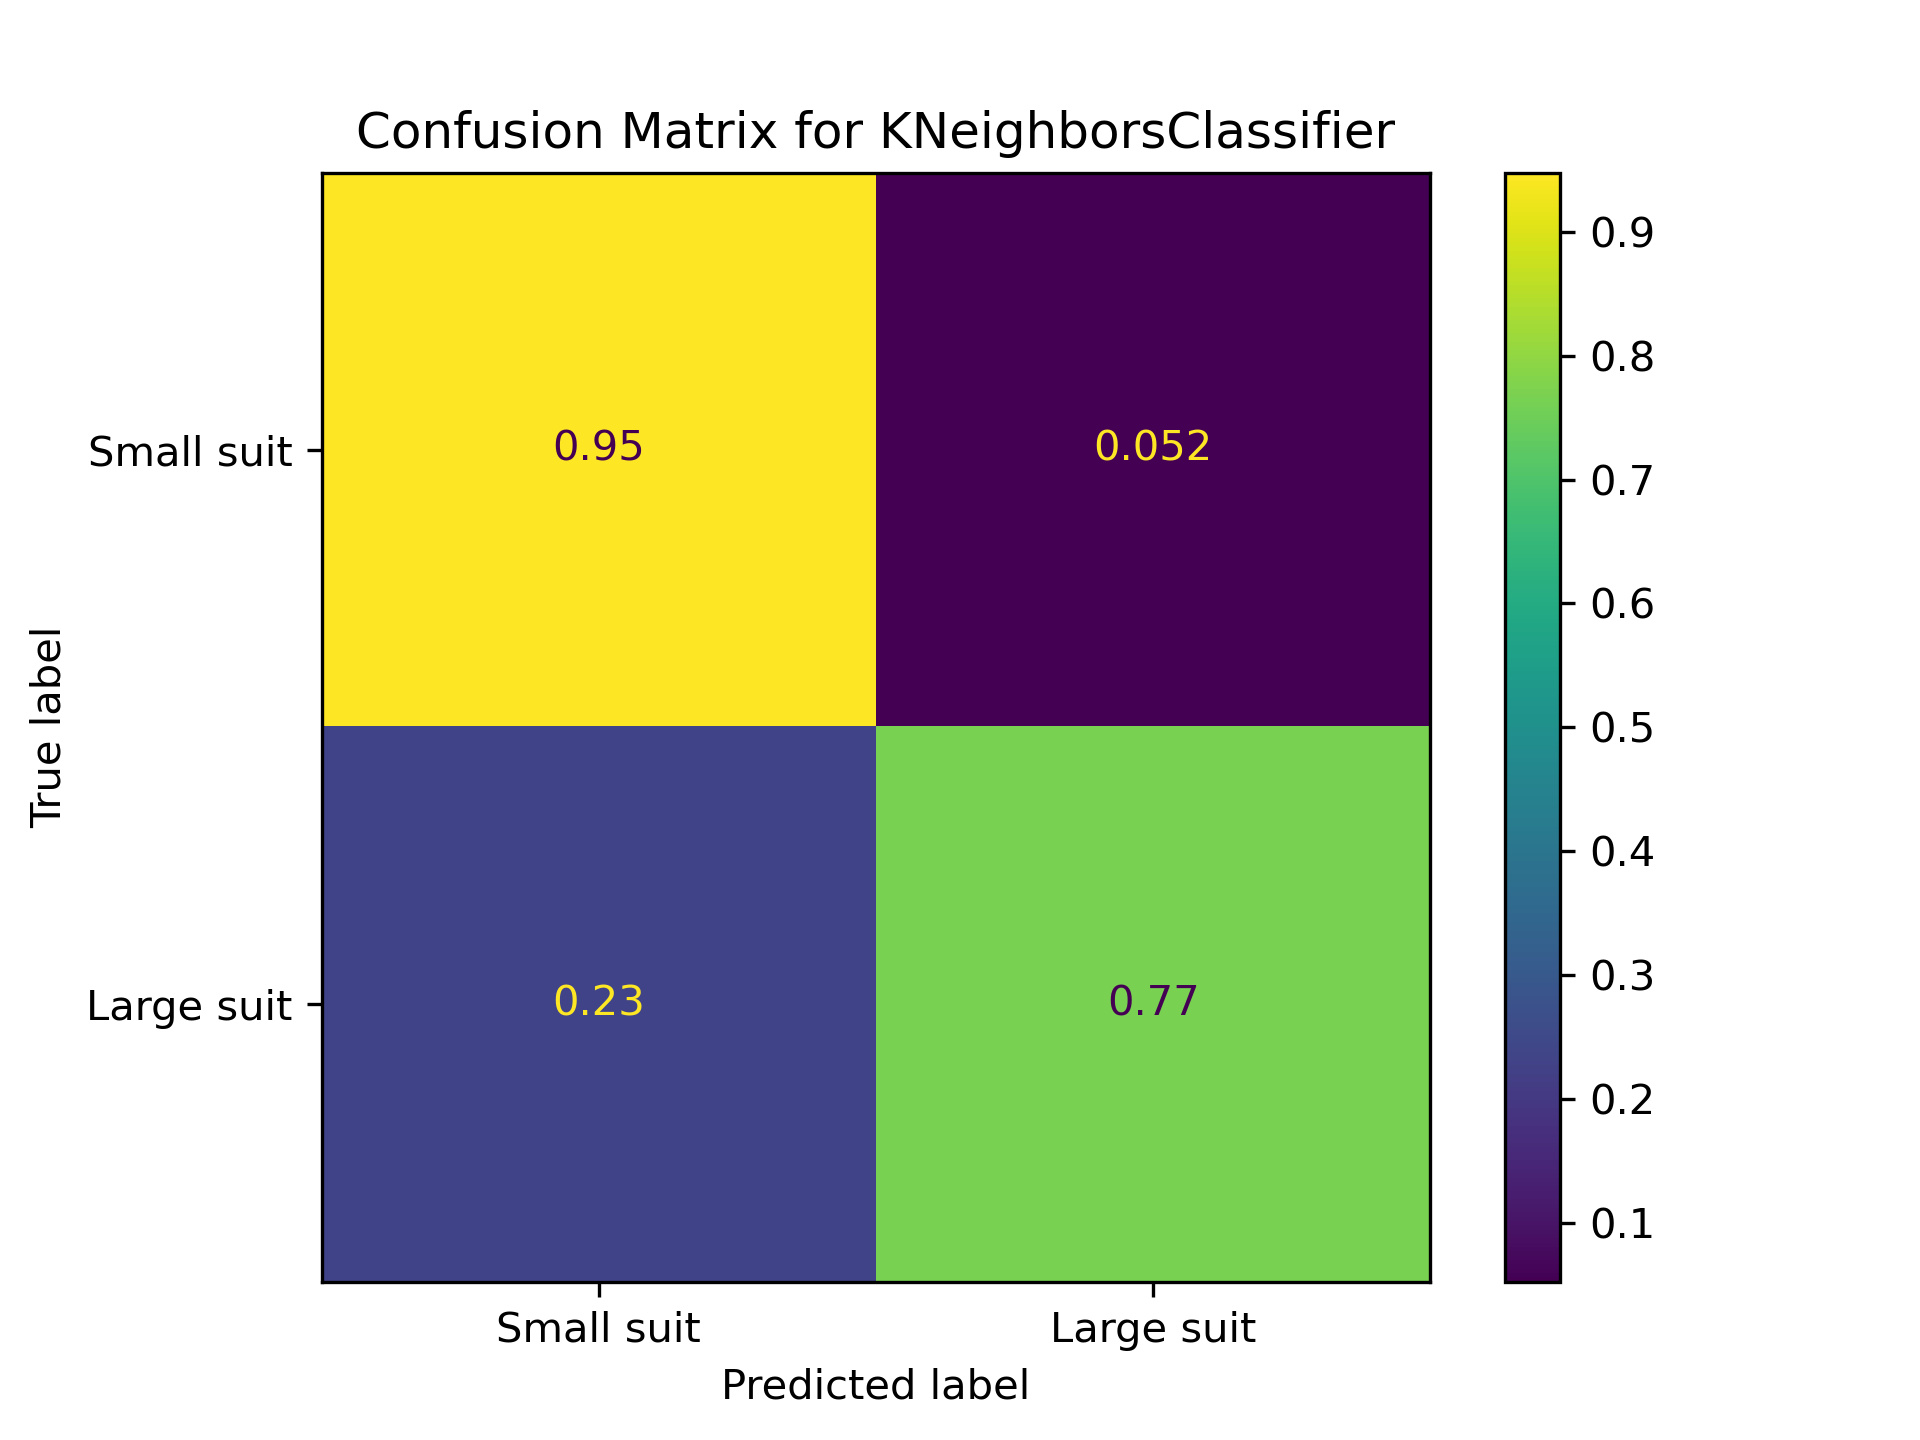 Confusion Matrix for KNeighborsClassifier
True label
Small suit
0.95
0.052
Large suit
0.23
0.77
Small suit
Large suit
Predicted label
0.9
0.8
0.7
0.6
0.5
0.4
0.3
0.2
0.1